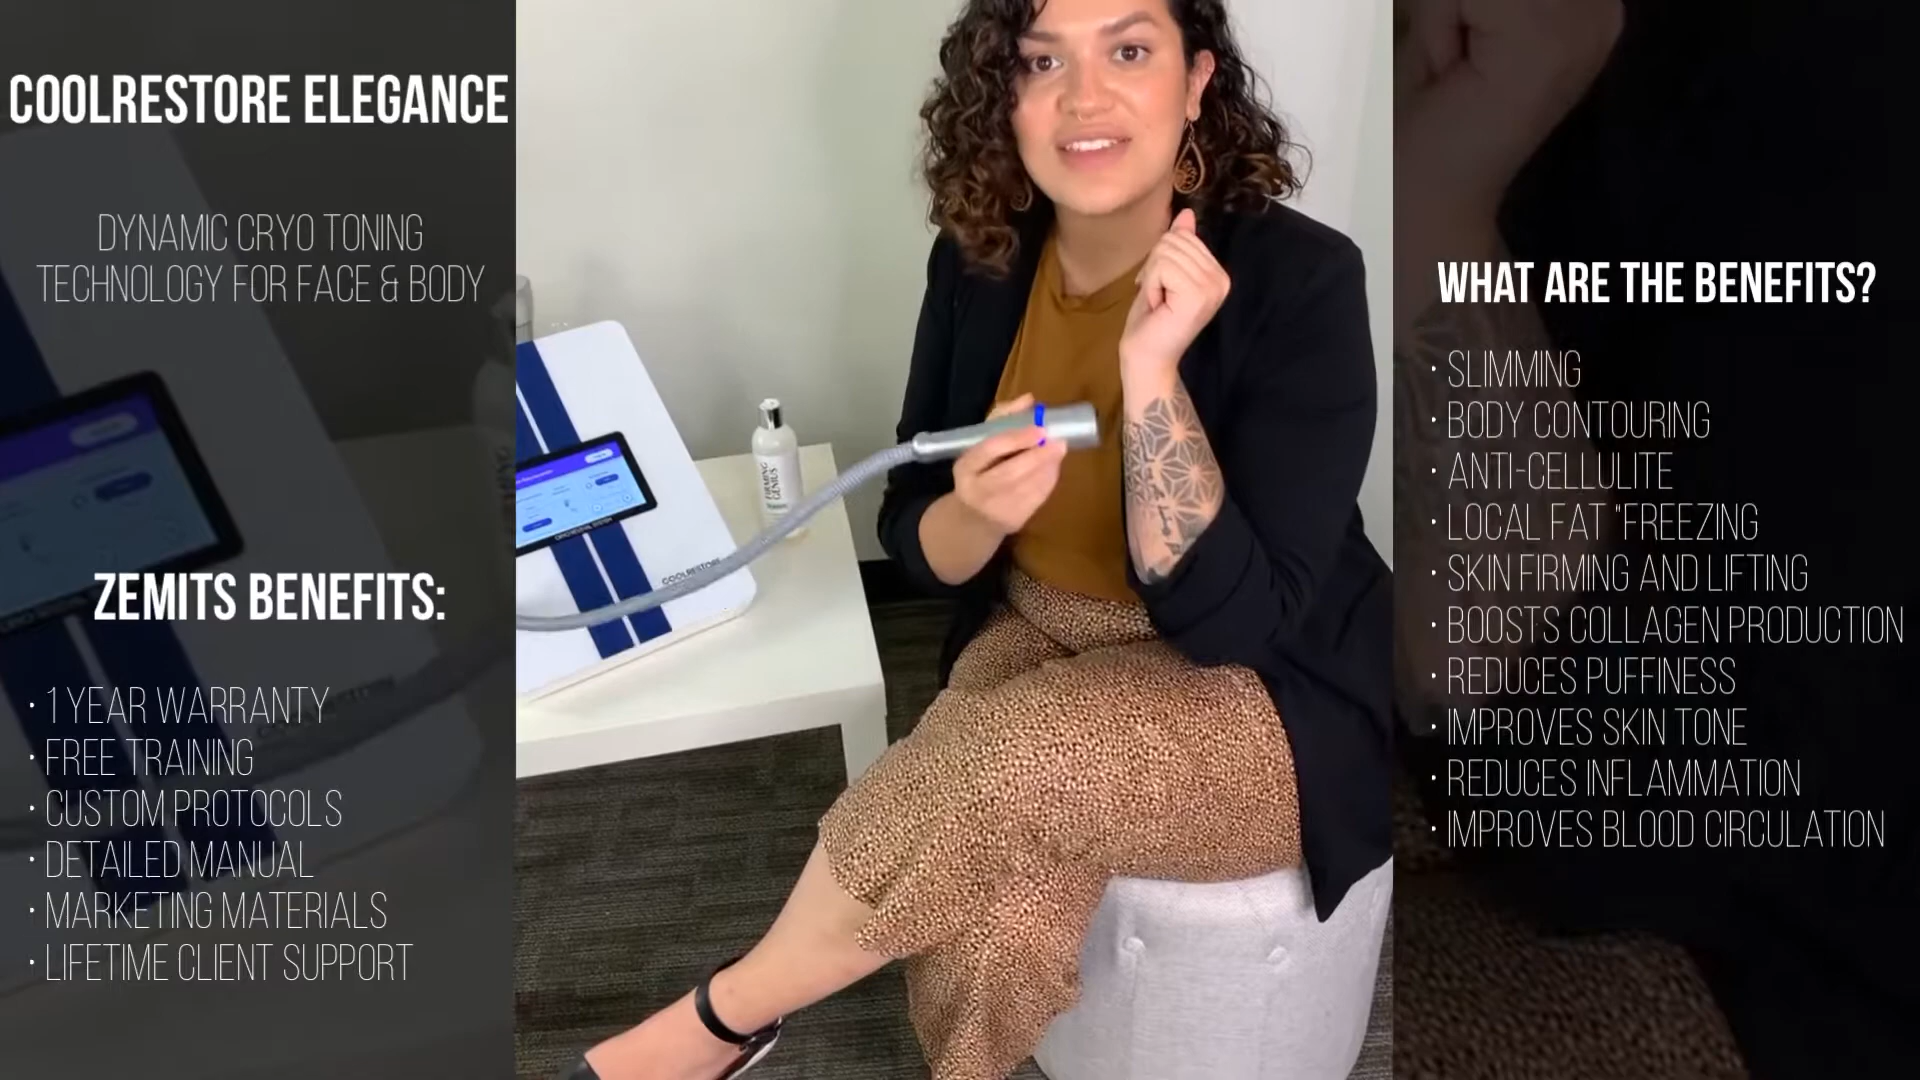 COOLRESTORE ELEGANCE
DYNAMIC CRYO TONING
TECHNOLOGY FOR FACE & BODY
ZEMITS BENEFITS:
· 1 YEAR WARRANTY
· FREE TRAINING
· CUSTOM PROTOCOLS
· DETAILED MANUAL
· MARKETING MATERIALS
· LIFETIME CLIENT SUPPORT
FIRMING
GENIUS
COOLRESTORE
WHAT ARE THE BENEFITS?
· SLIMMING
· BODY CONTOURING
· ANTI-CELLULITE
· LOCAL FAT "FREEZING
· SKIN FIRMING AND LIFTING
· BOOSTS COLLAGEN PRODUCTION
· REDUCES PUFFINESS
· IMPROVES SKIN TONE
· REDUCES INFLAMMATION
· IMPROVES BLOOD CIRCULATION